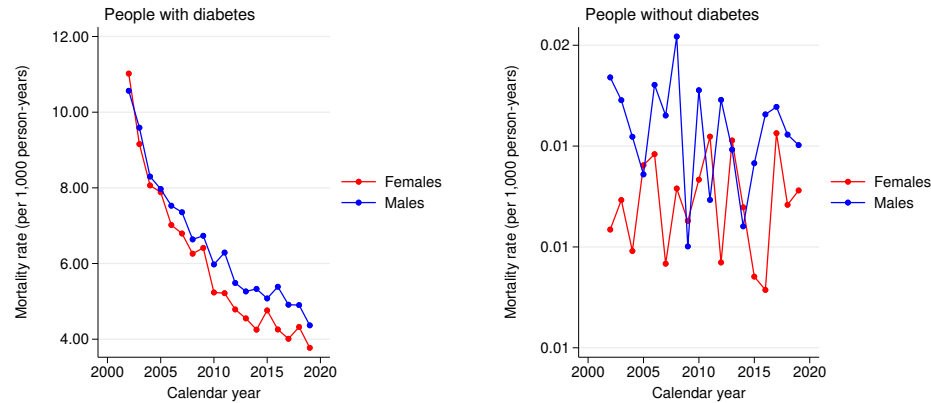 People with diabetes
Mortality rate (per 1,000 person-years)
12.00
10.00
8.00
6.00
4.00
2000 2005 2010 2015 2020
Calendar year
Females
Males
People without diabetes
Mortality rate (per 1,000 person-years)
0.02
0.01
0.01
0.01
2000 2005 2010 2015 2020
Calendar year
Females
Males